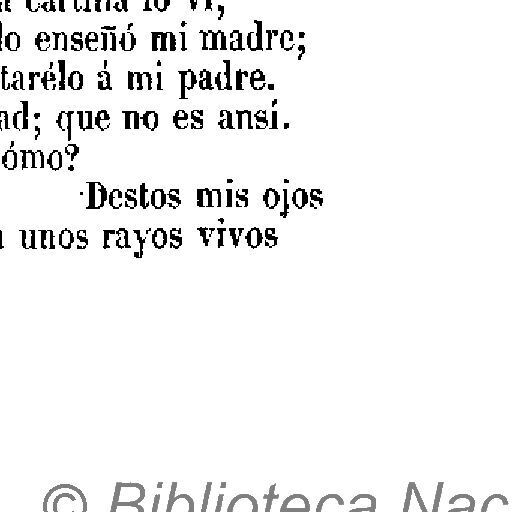 cartilla lo vi,
lo enseñó mi madre;
tarélo á mi padre.
ad; que no es ansí.
ómo?
Destos mis ojos
unos rayos vivos
© Biblioteca Nac